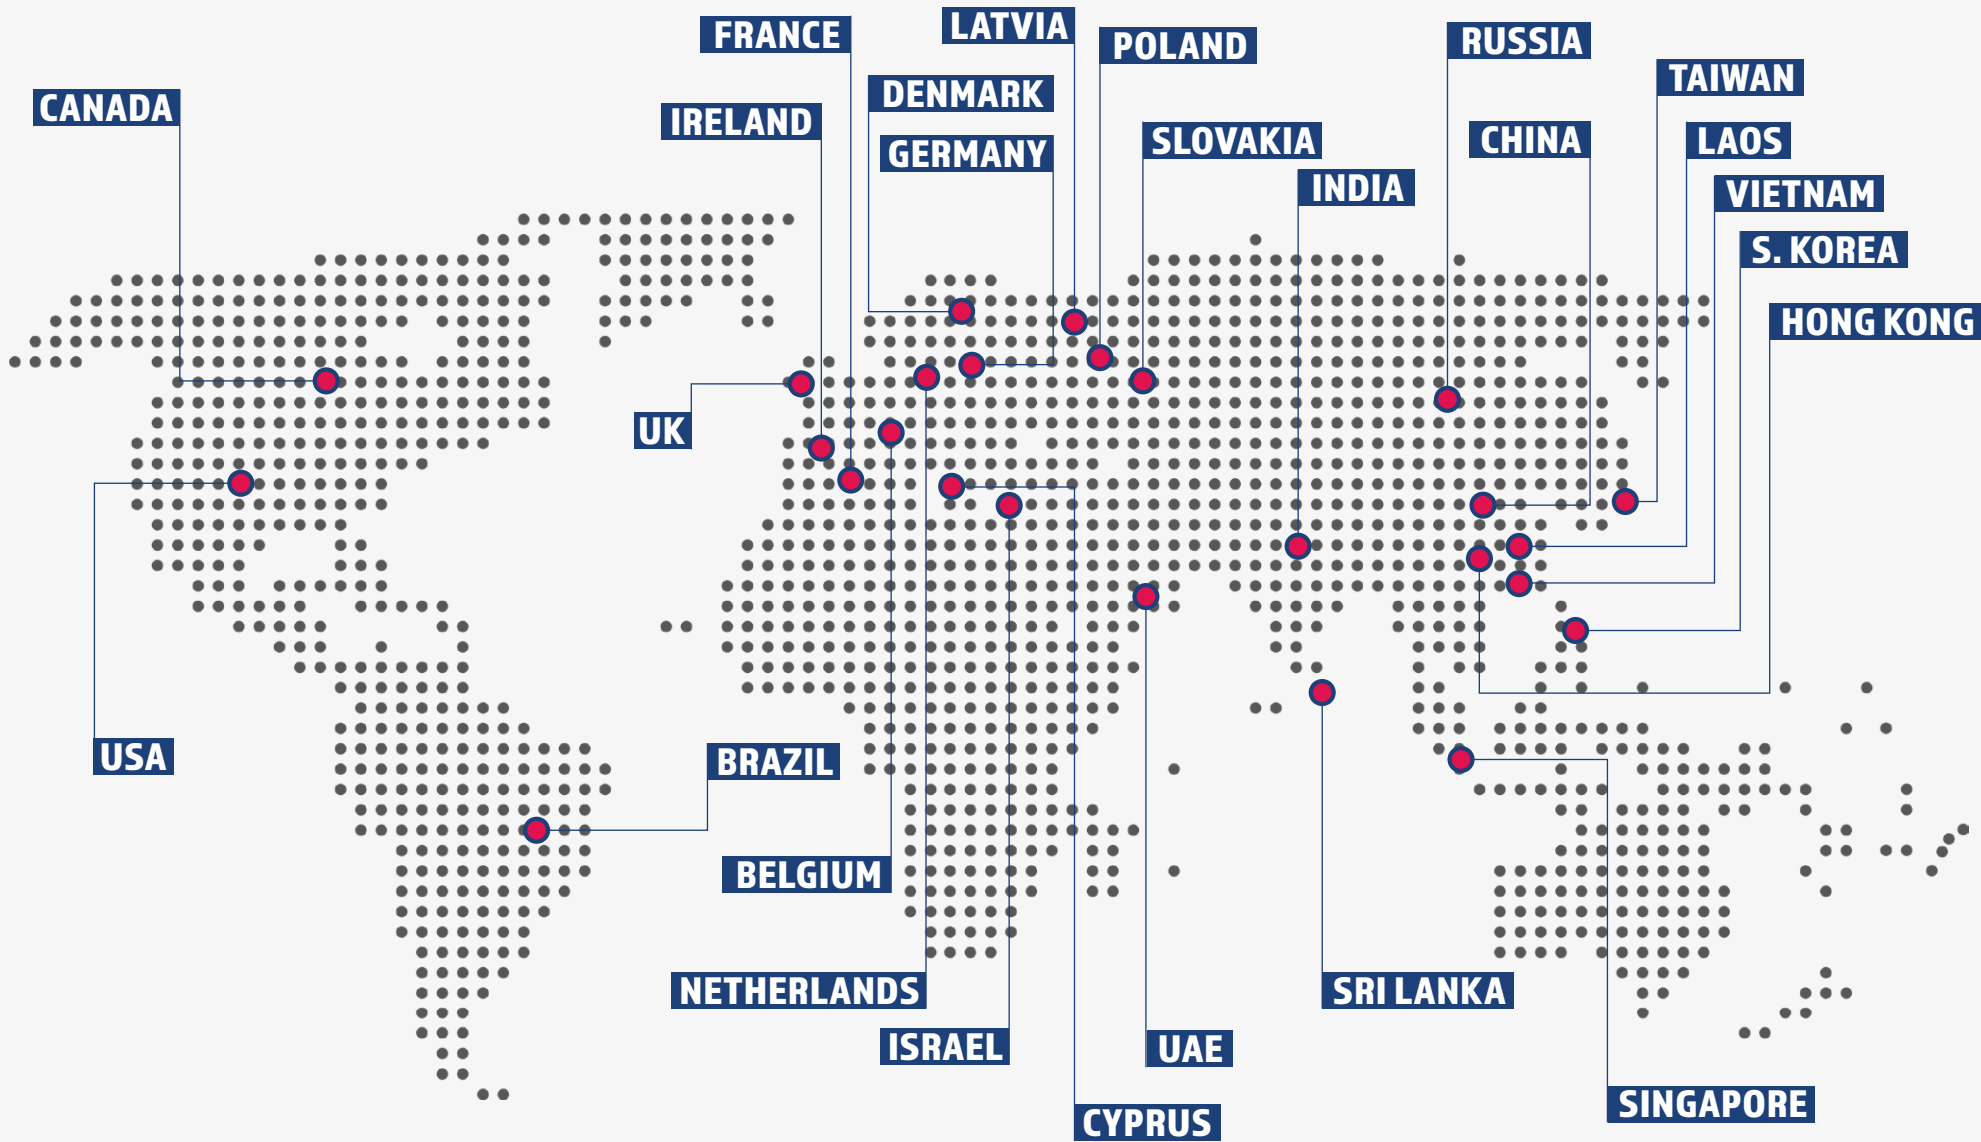 FRANCE
LATVIA
POLAND
RUSSIA
TAIWAN
CANADA
DENMARK
IRELAND
GERMANY
SLOVAKIA
CHINA
LAOS
INDIA
VIETNAM
S. KOREA
HONG KONG
UK
USA
BRAZIL
BELGIUM
NETHERLANDS
SRI LANKA
ISRAEL
UAE
SINGAPORE
CYPRUS